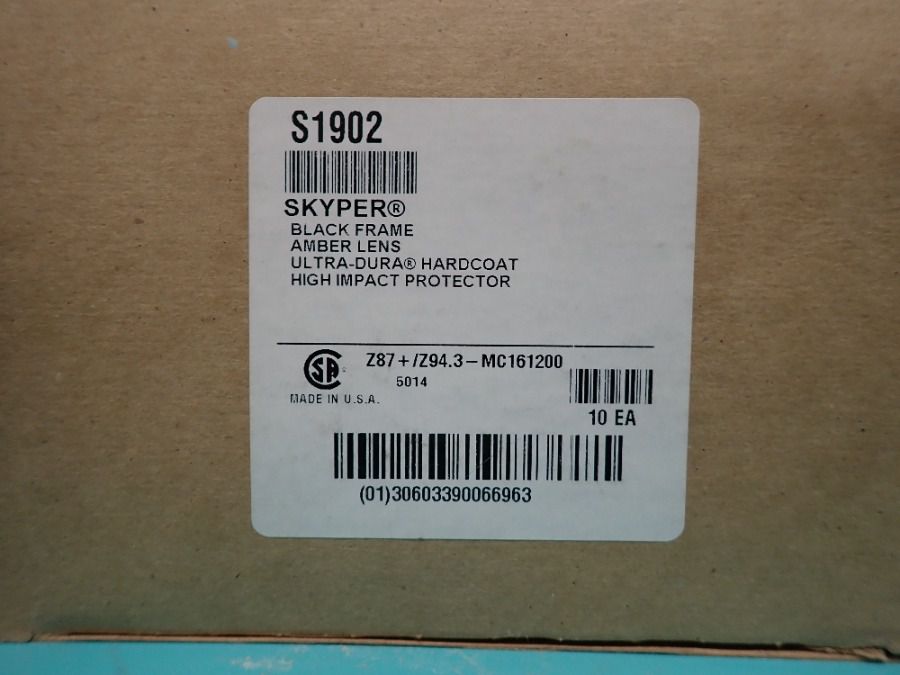 S1902
SKYPER®
BLACK FRAME
AMBER LENS
ULTRA-DURA® HARDCOAT
HIGH IMPACT PROTECTOR
SA® Z87+/Z94.3-MC161200
5014
MADE IN U.S.A.
10 EA
(01)30603390066963